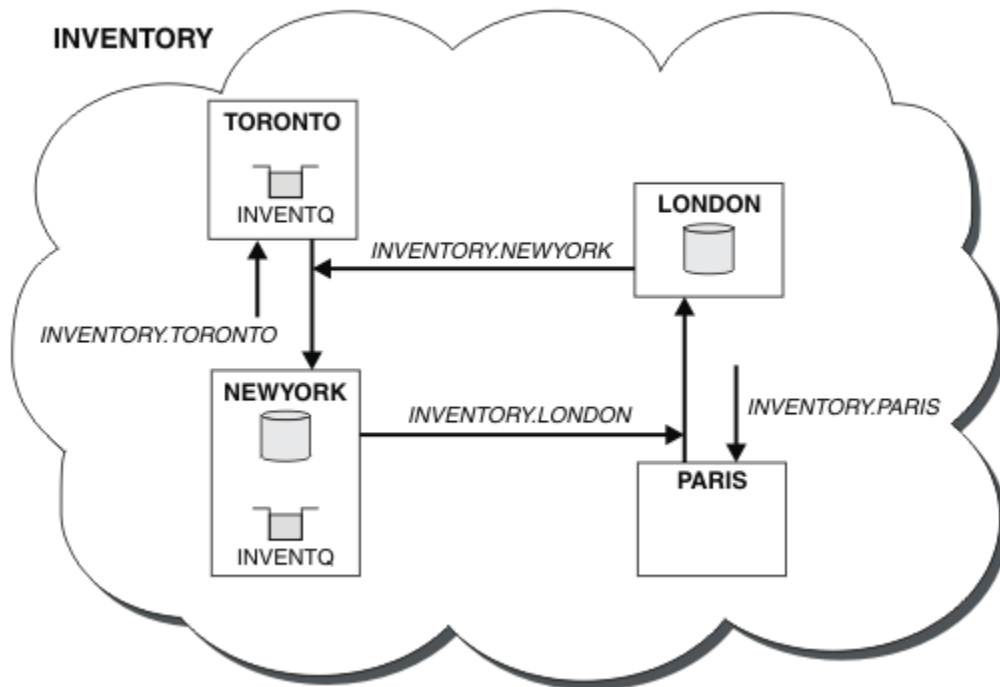 INVENTORY
TORONTO
INVENTQ
LONDON
INVENTORY.NEWYORK
INVENTORY.TORONTO
NEWYORK
INVENTQ
INVENTORY.LONDON
INVENTORY.PARIS
PARIS